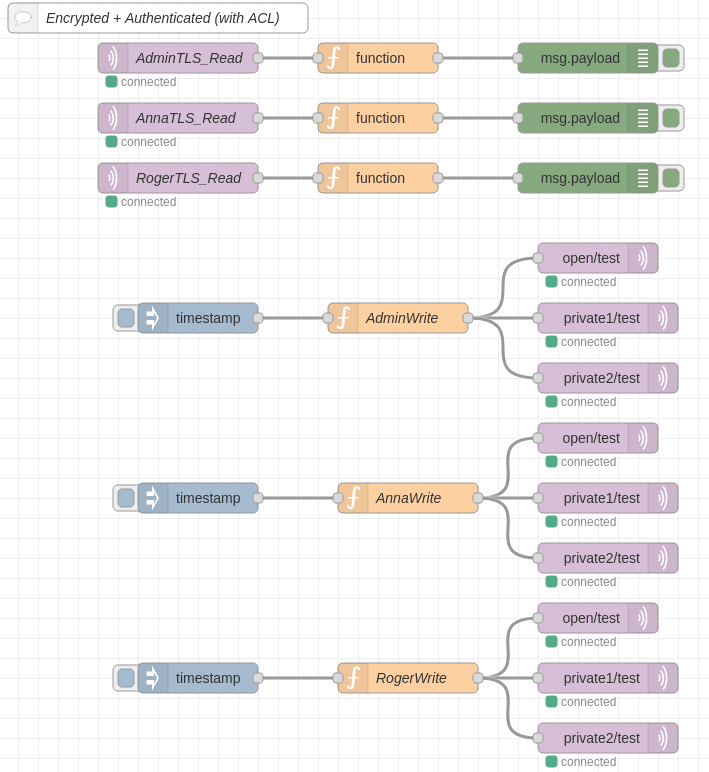 Encrypted + Authenticated (with ACL)
AdminTLS_Read function msg.payload
connected
AnnaTLS_Read function msg.payload
connected
RogerTLS_Read function msg.payload
connected
open/test
connected
timestamp AdminWrite private1/test
connected
private2/test
connected
open/test
connected
timestamp AnnaWrite private1/test
connected
private2/test
connected
open/test
connected
timestamp RogerWrite private1/test
connected
private2/test
connected